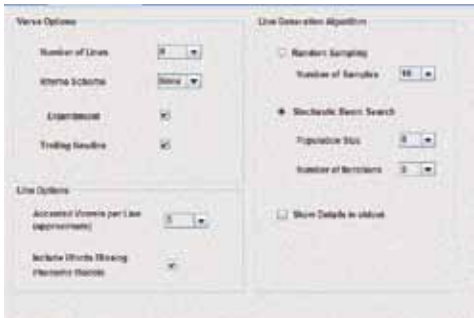 Verse Options
Number of Lines
Rhyme Scheme
None
Enjambment
Trailing Newline
Line Options
Accented Vowels per Line
(approximate)
Include Words Missing
Phonetic
Line Generation Algorithm
Random Sampling
Number of Samples
Stochastic Beam Search
Population Size
Number of Iterations
Show Details in stdout